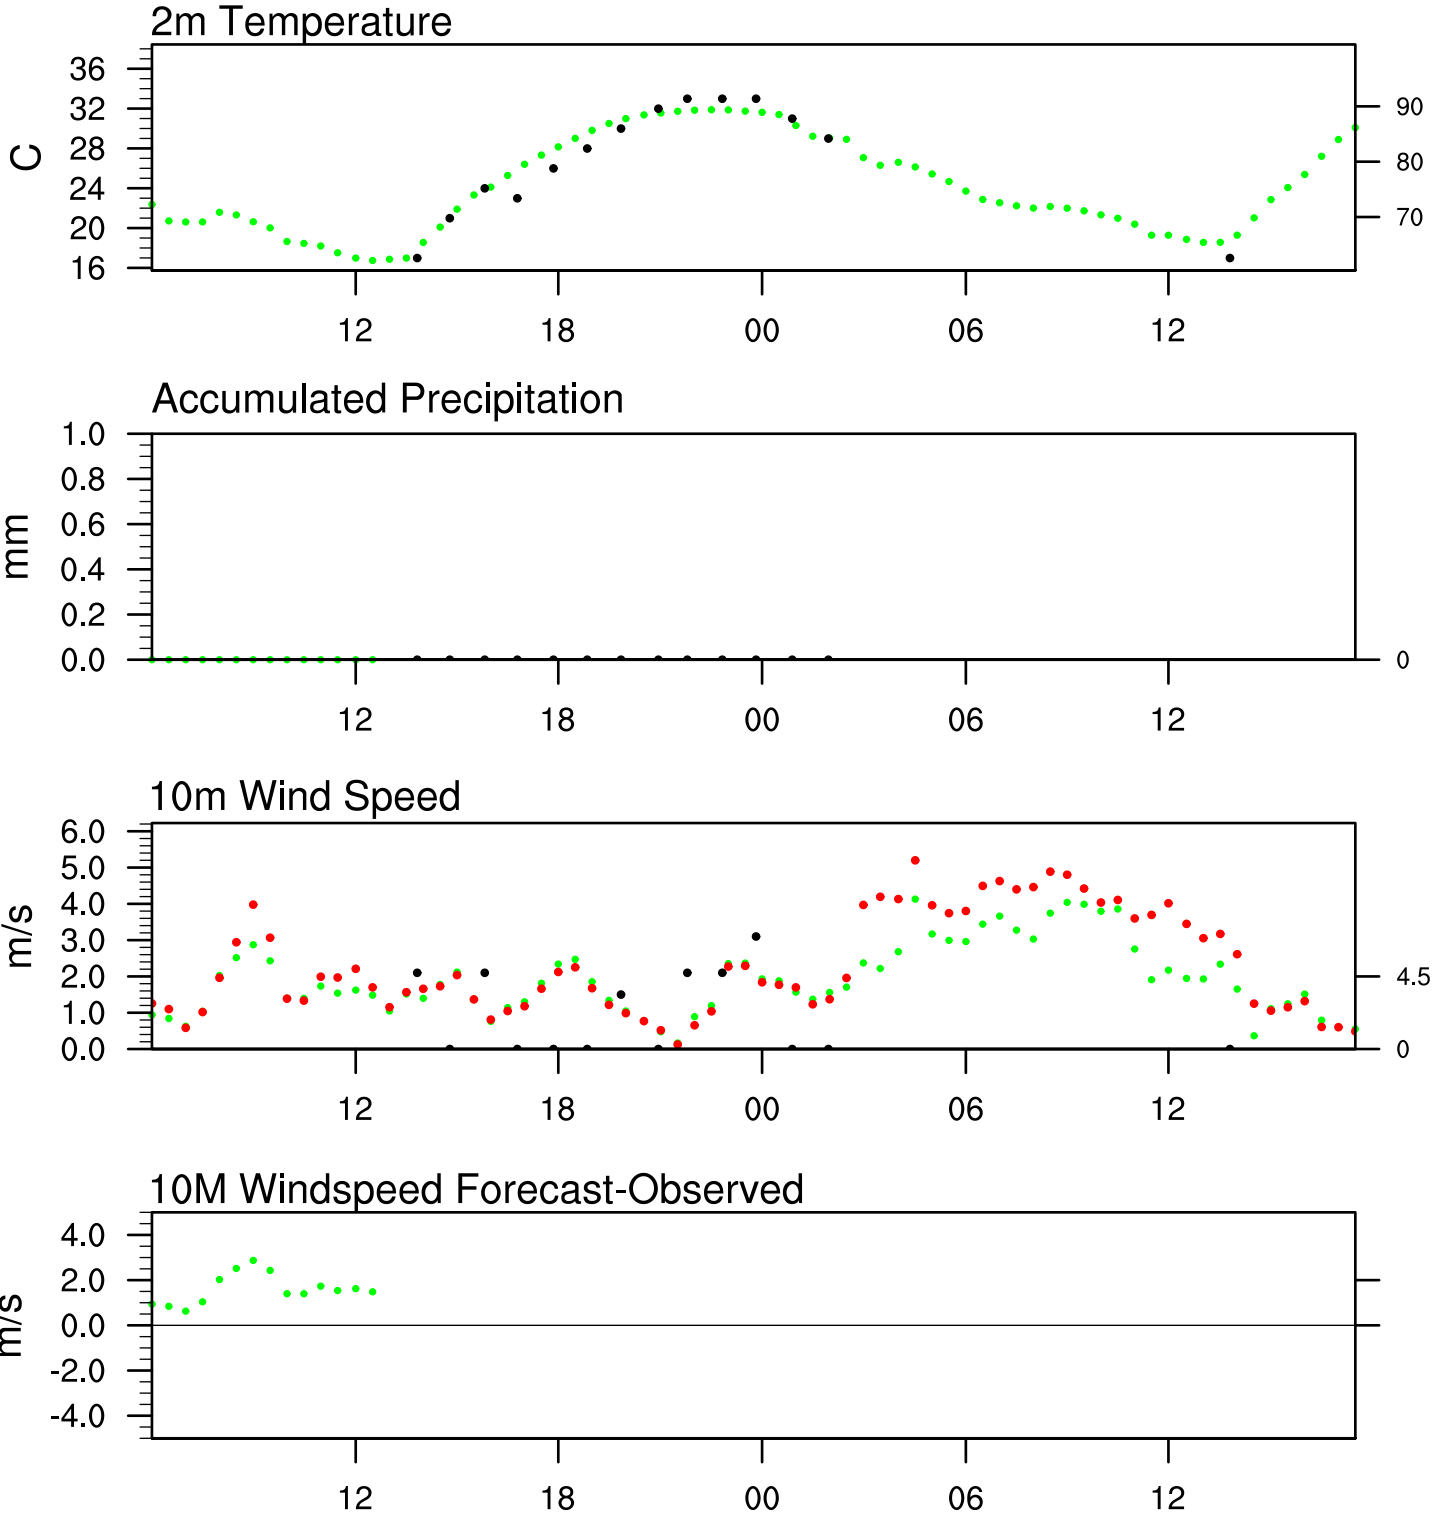 2m Temperature
36
32
28
24
20
16
C
90
80
70
12 18 00 06 12
Accumulated Precipitation
1.0
0.8
0.6
0.4
0.2
0.0
mm
0
12 18 00 06 12
10m Wind Speed
6.0
5.0
4.0
3.0
2.0
1.0
0.0
m/s
4.5
0
12 18 00 06 12
10M Windspeed Forecast-Observed
4.0
2.0
0.0
-2.0
-4.0
m/s
12 18 00 06 12